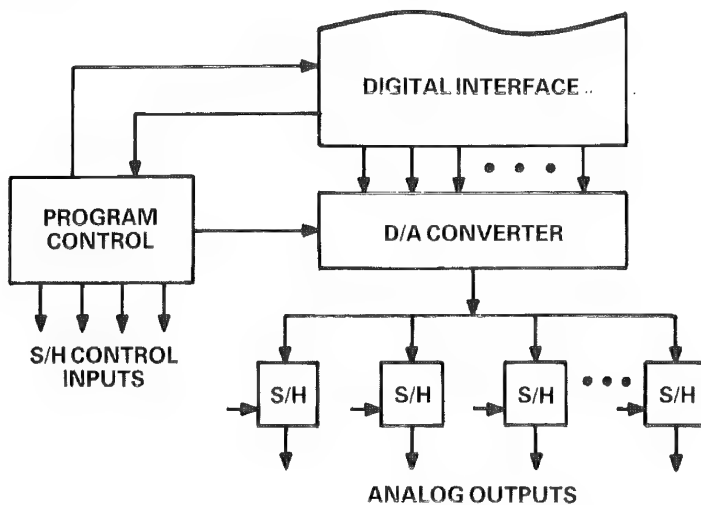 DIGITAL INTERFACE
PROGRAM
CONTROL
D/A CONVERTER
S/H CONTROL
INPUTS
S/H
S/H
S/H
S/H
ANALOG OUTPUTS